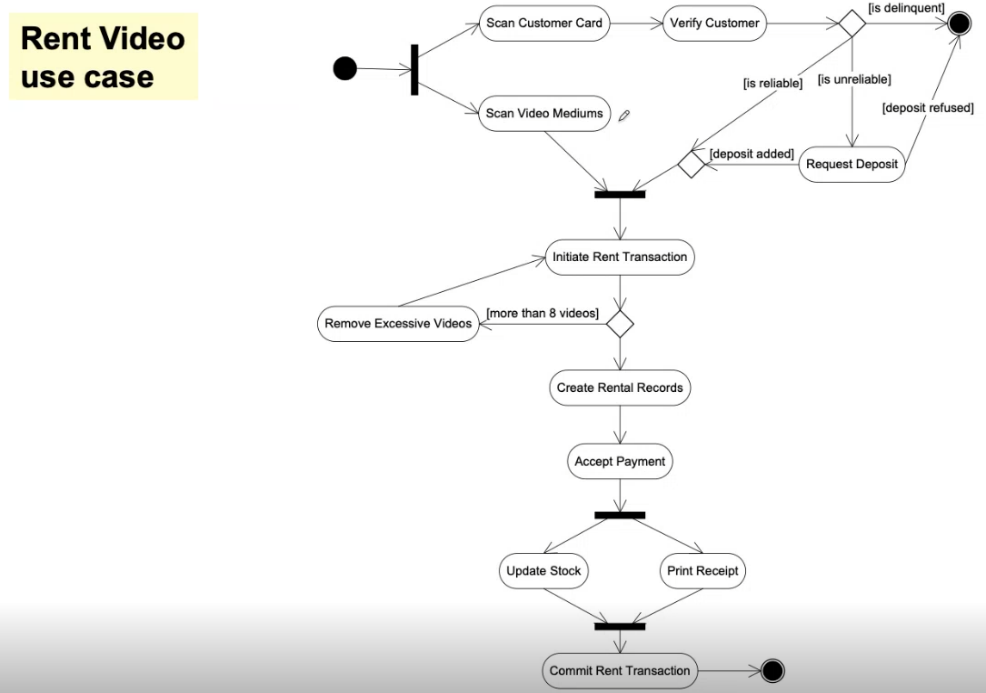 Rent Video
use case
[is delinquent]
Scan Customer Card
Verify Customer
[is reliable]
[is unreliable]
[deposit refused]
Scan Video Mediums
[deposit added]
Request Deposit
Initiate Rent Transaction
[more than 8 videos]
Remove Excessive Videos
Create Rental Records
Accept Payment
Update Stock
Print Receipt
Commit Rent Transaction